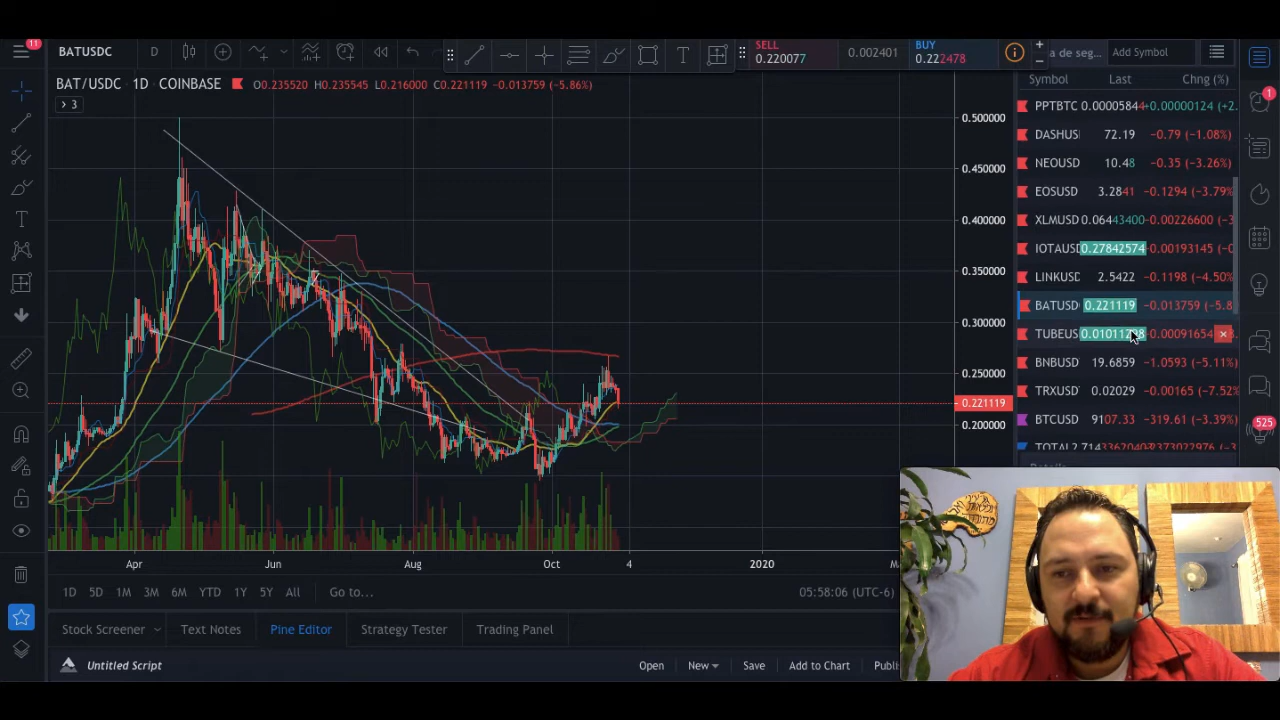 11
BATUSDC D SELL 0.220077 0.002401 BUY 0.222478 a de seg... Add Symbol
BAT/USDC 1D COINBASE O0.235520 H0.235545 L0.216000 C0.221119 −0.013759 (−5.86%)
3
Symbol Last Chng (%)
PPTBTC 0.00005844 +0.00000124 (+2.
DASHUS 72.19 −0.79 (−1.08%)
NEOUSD 10.48 −0.35 (−3.26%)
EOSUSD 3.2841 −0.1294 (−3.79%
XLMUSD 0.06443400 −0.00226600 (−3
IOTAUSD 0.27842574 −0.00193145 (−0
LINKUSD 2.5422 −0.1198 (−4.50%
BATUSD 0.221119 −0.013759 (−5.8
TUBEUS −0.00091654
BNBUSD 19.6859 −1.0593 (−5.11%)
TRXUSD 0.02029 −0.00165 (−7.52%
BTCUSD 9107.33 −319.61 (−3.39%)
TOTAL2
1
525
0.500000
0.450000
0.400000
0.350000
0.300000
0.250000
0.221119
0.200000
Apr Jun Aug Oct 4 2020
1D 5D 1M 3M 6M YTD 1Y 5Y All Go to... 05:58:06 (UTC-6)
Stock Screener Text Notes Pine Editor Strategy Tester Trading Panel
Untitled Script Open New Save Add to Chart Publi